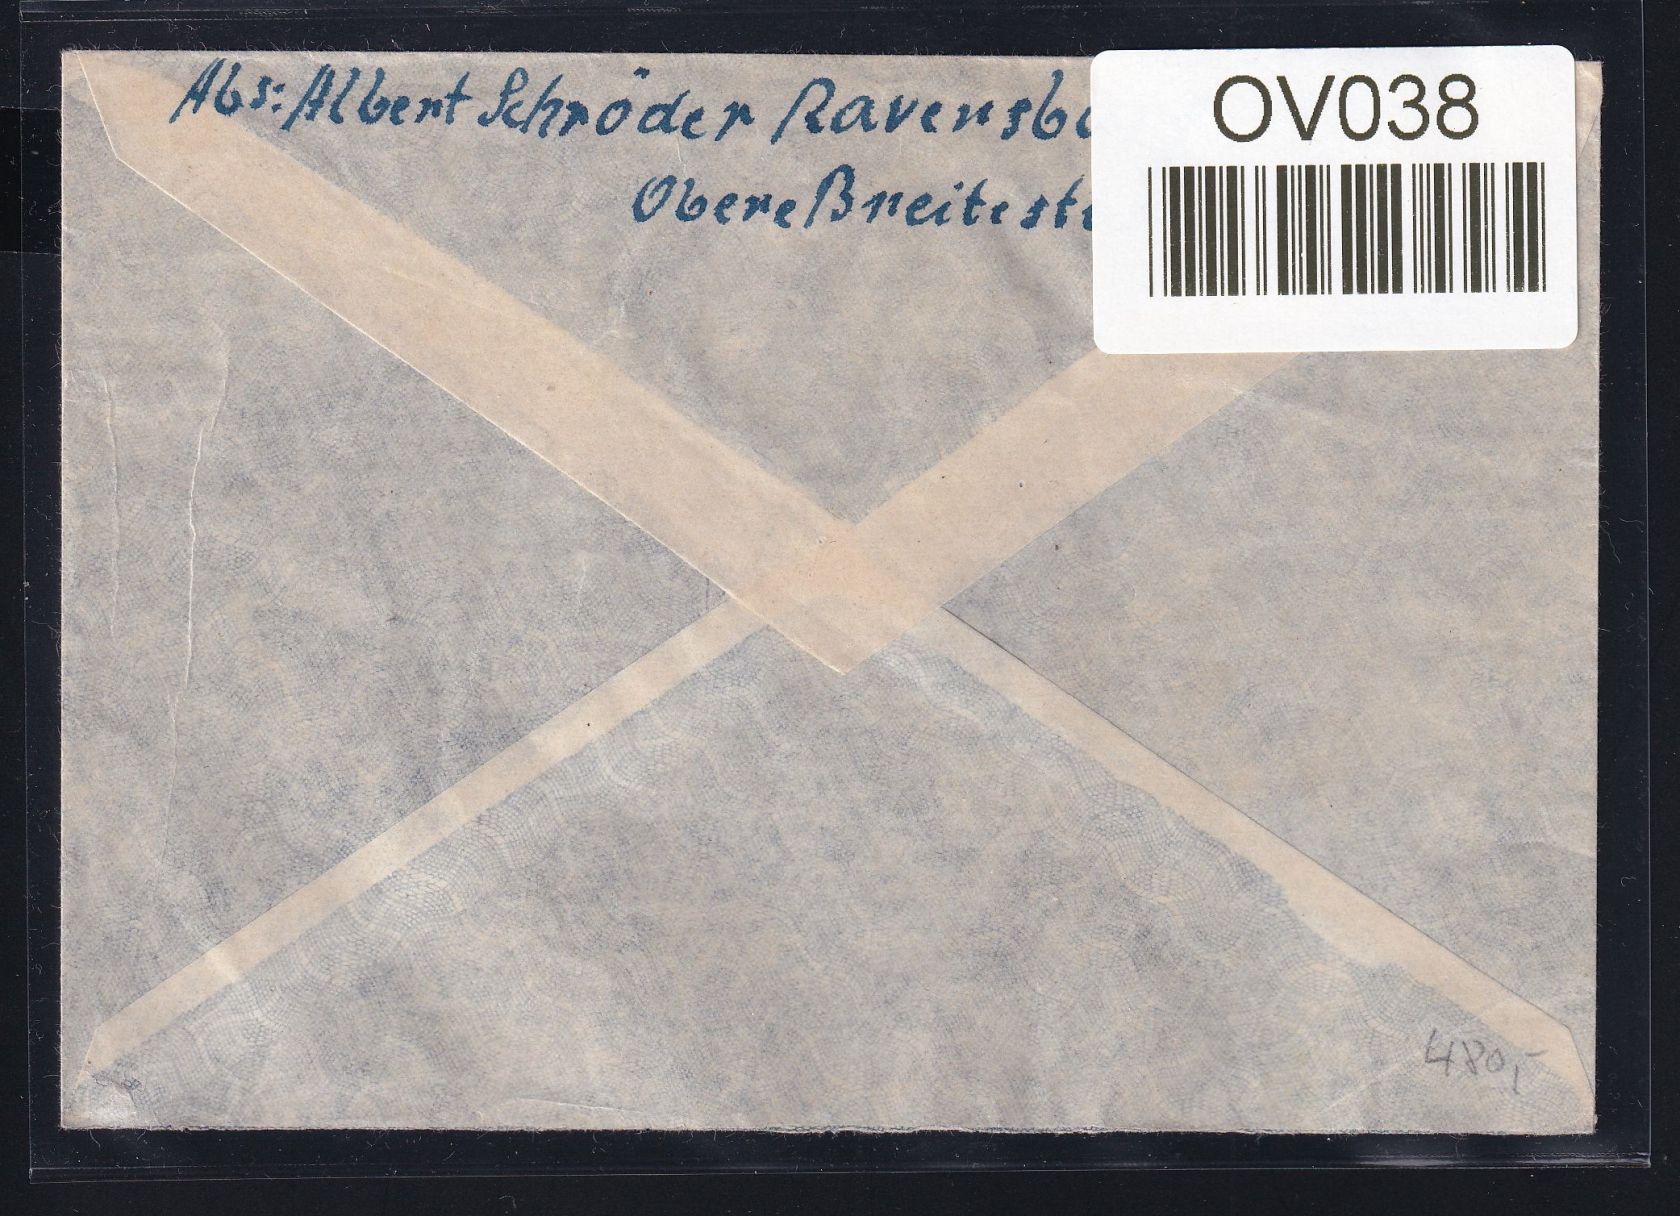 Abs: Albert Schröder Ravensb
Obere Breitest
OV038
480,-